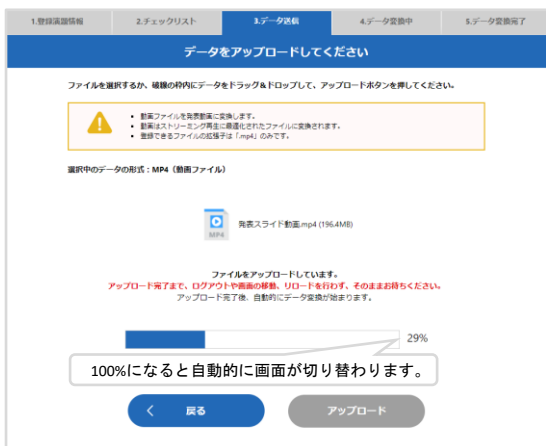 1.登録演題情報
2.チェックリスト
3.データ送信
4.データ変換中
5.データ変換完了
データをアップロードしてください
ファイルを選択するか、破線の枠内にデータをドラッグ&ドロップして、アップロードボタンを押してください。
• 動画ファイルを発表動画に変換します。
• 動画はストリーミング再生に最適化されたファイルに変換されます。
• 登録できるファイルの拡張子は「.mp4」のみです。
選択中のデータの形式:MP4(動画ファイル)
MP4
発表スライド動画.mp4 (196.4MB)
ファイルをアップロードしています。
アップロード完了まで、ログアウトや画面の移動、リロードを行わず、そのままお待ちください。
アップロード完了後、自動的にデータ変換が始まります。
29%
100%になると自動的に画面が切り替わります。
戻る
アップロード